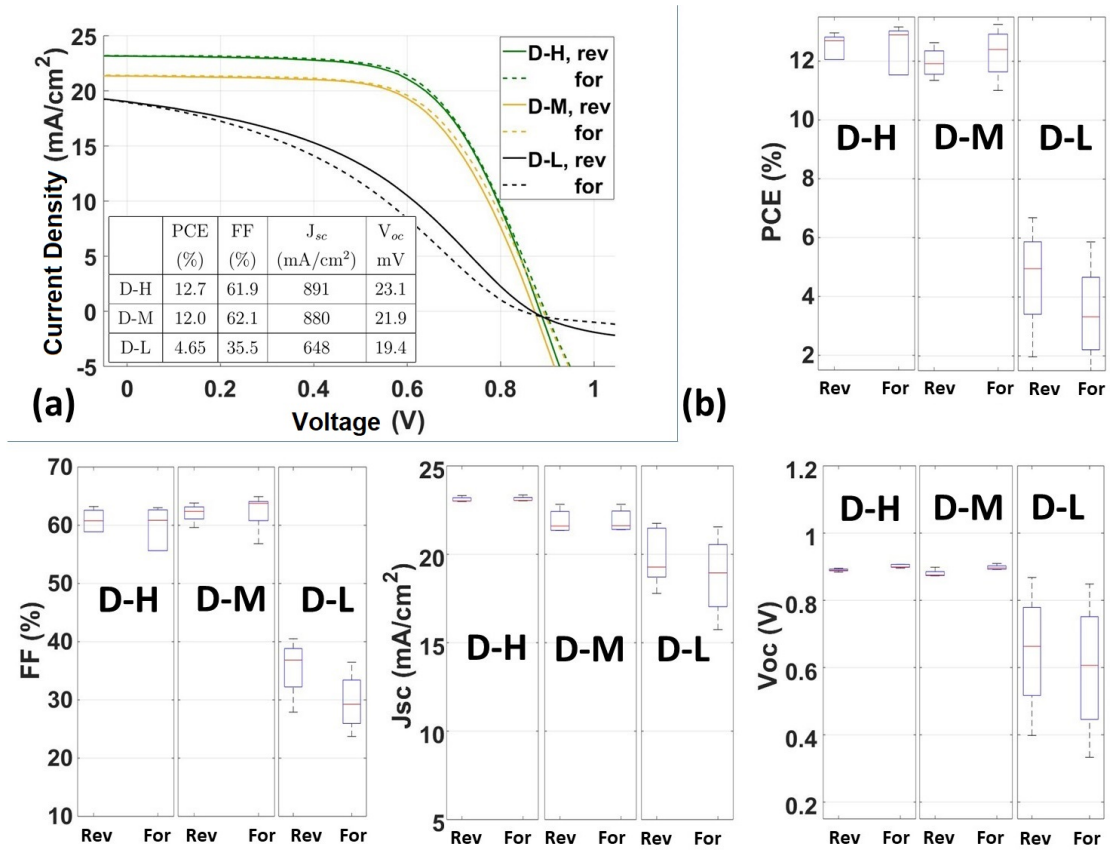 25
20
15
10
5
0
-5
Current Density (mA/cm²)
0 0.2 0.4 0.6 0.8 1
Voltage (V)
D-H, rev
for
D-M, rev
for
D-L, rev
for
PCE FF J_sc V_oc
(%) (%) (mA/cm²) mV
D-H 12.7 61.9 891 23.1
D-M 12.0 62.1 880 21.9
D-L 4.65 35.5 648 19.4
(a)
(b)
12
10
8
6
4
2
PCE (%)
D-H D-M D-L
Rev For Rev For Rev For
70
60
50
40
30
20
10
FF (%)
D-H D-M D-L
Rev For Rev For Rev For
25
20
15
10
5
Jsc (mA/cm²)
D-H D-M D-L
Rev For Rev For Rev For
1.2
1
0.8
0.6
0.4
0.2
Voc (V)
D-H D-M D-L
Rev For Rev For Rev For